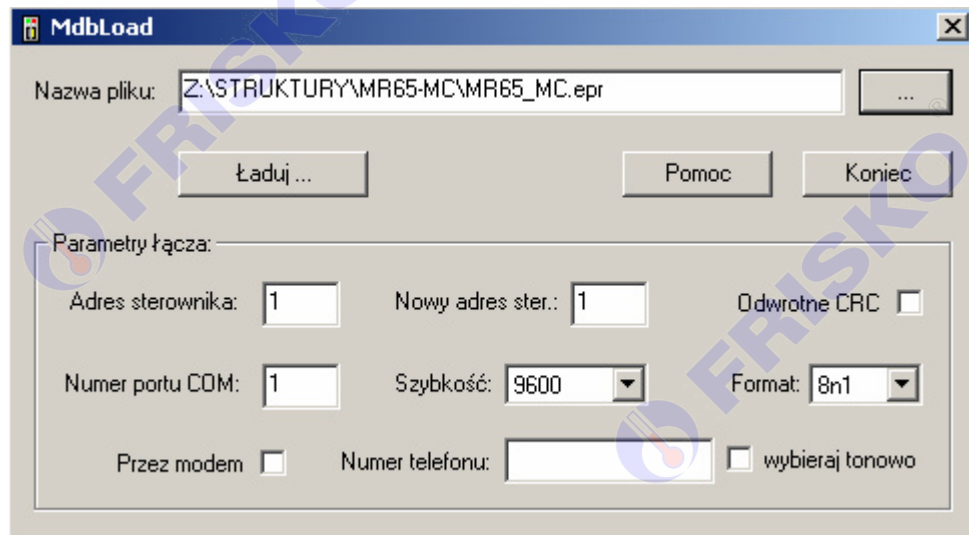 MdbLoad
Nazwa pliku: Z:\STRUKTURY\MR65-MC\MR65_MC.epr ...
Ładuj ... Pomoc Koniec
Parametry łącza:
Adres sterownika: 1 Nowy adres ster.: 1 Odwrotne CRC
Numer portu COM: 1 Szybkość: 9600 Format: 8n1
Przez modem Numer telefonu: wybieraj tonowo
FRISKO
FRISKO ®